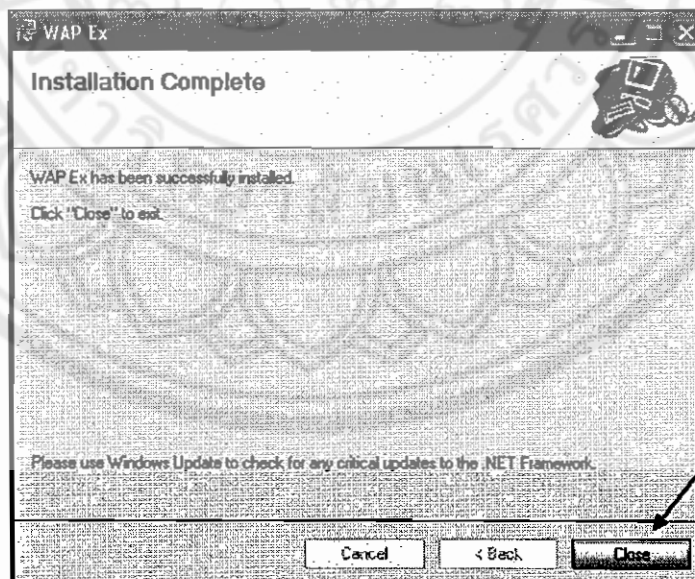 WAP Ex
Installation Complete
WAP Ex has been successfully installed.
Click "Close" to exit.
Please use Windows Update to check for any critical updates to the .NET Framework.
Cancel
< Back
Close